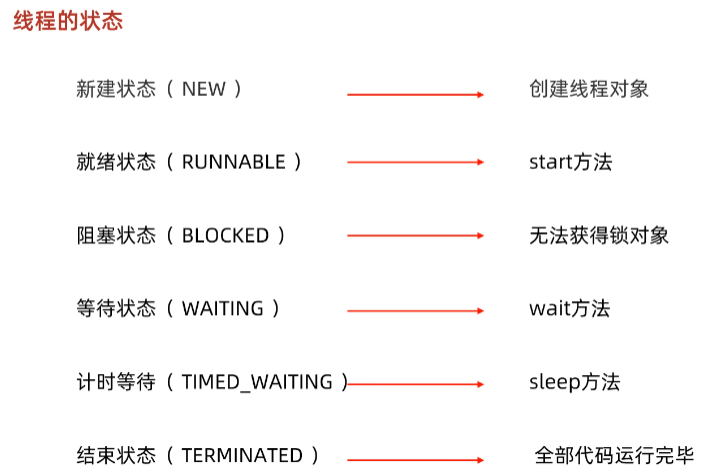 线程的状态
新建状态（ NEW ） 创建线程对象
就绪状态（ RUNNABLE ） start方法
阻塞状态（ BLOCKED ） 无法获得锁对象
等待状态（ WAITING ） wait方法
计时等待（ TIMED_WAITING ） sleep方法
结束状态（ TERMINATED ） 全部代码运行完毕